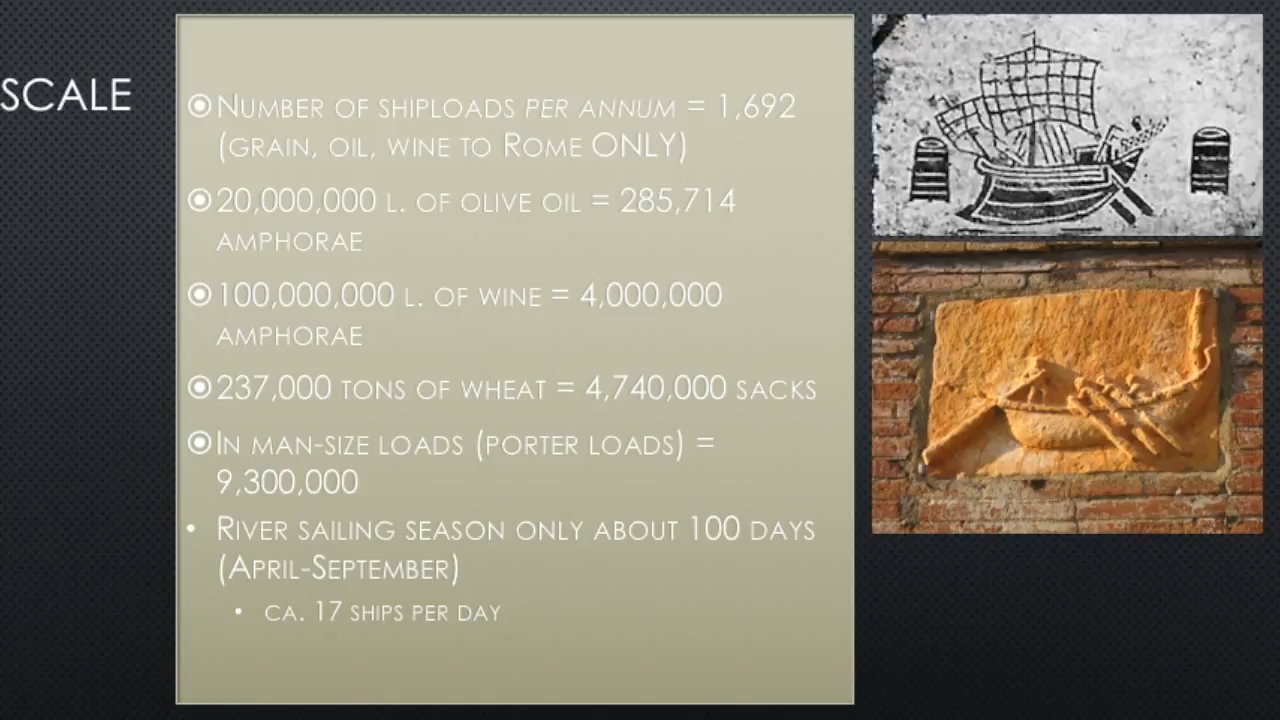 SCALE
Number of shiploads per annum = 1,692
(grain, oil, wine to Rome ONLY)
20,000,000 l. of olive oil = 285,714
amphorae
100,000,000 l. of wine = 4,000,000
amphorae
237,000 tons of wheat = 4,740,000 sacks
In man-size loads (porter loads) =
9,300,000
• River sailing season only about 100 days
(April-September)
• ca. 17 ships per day